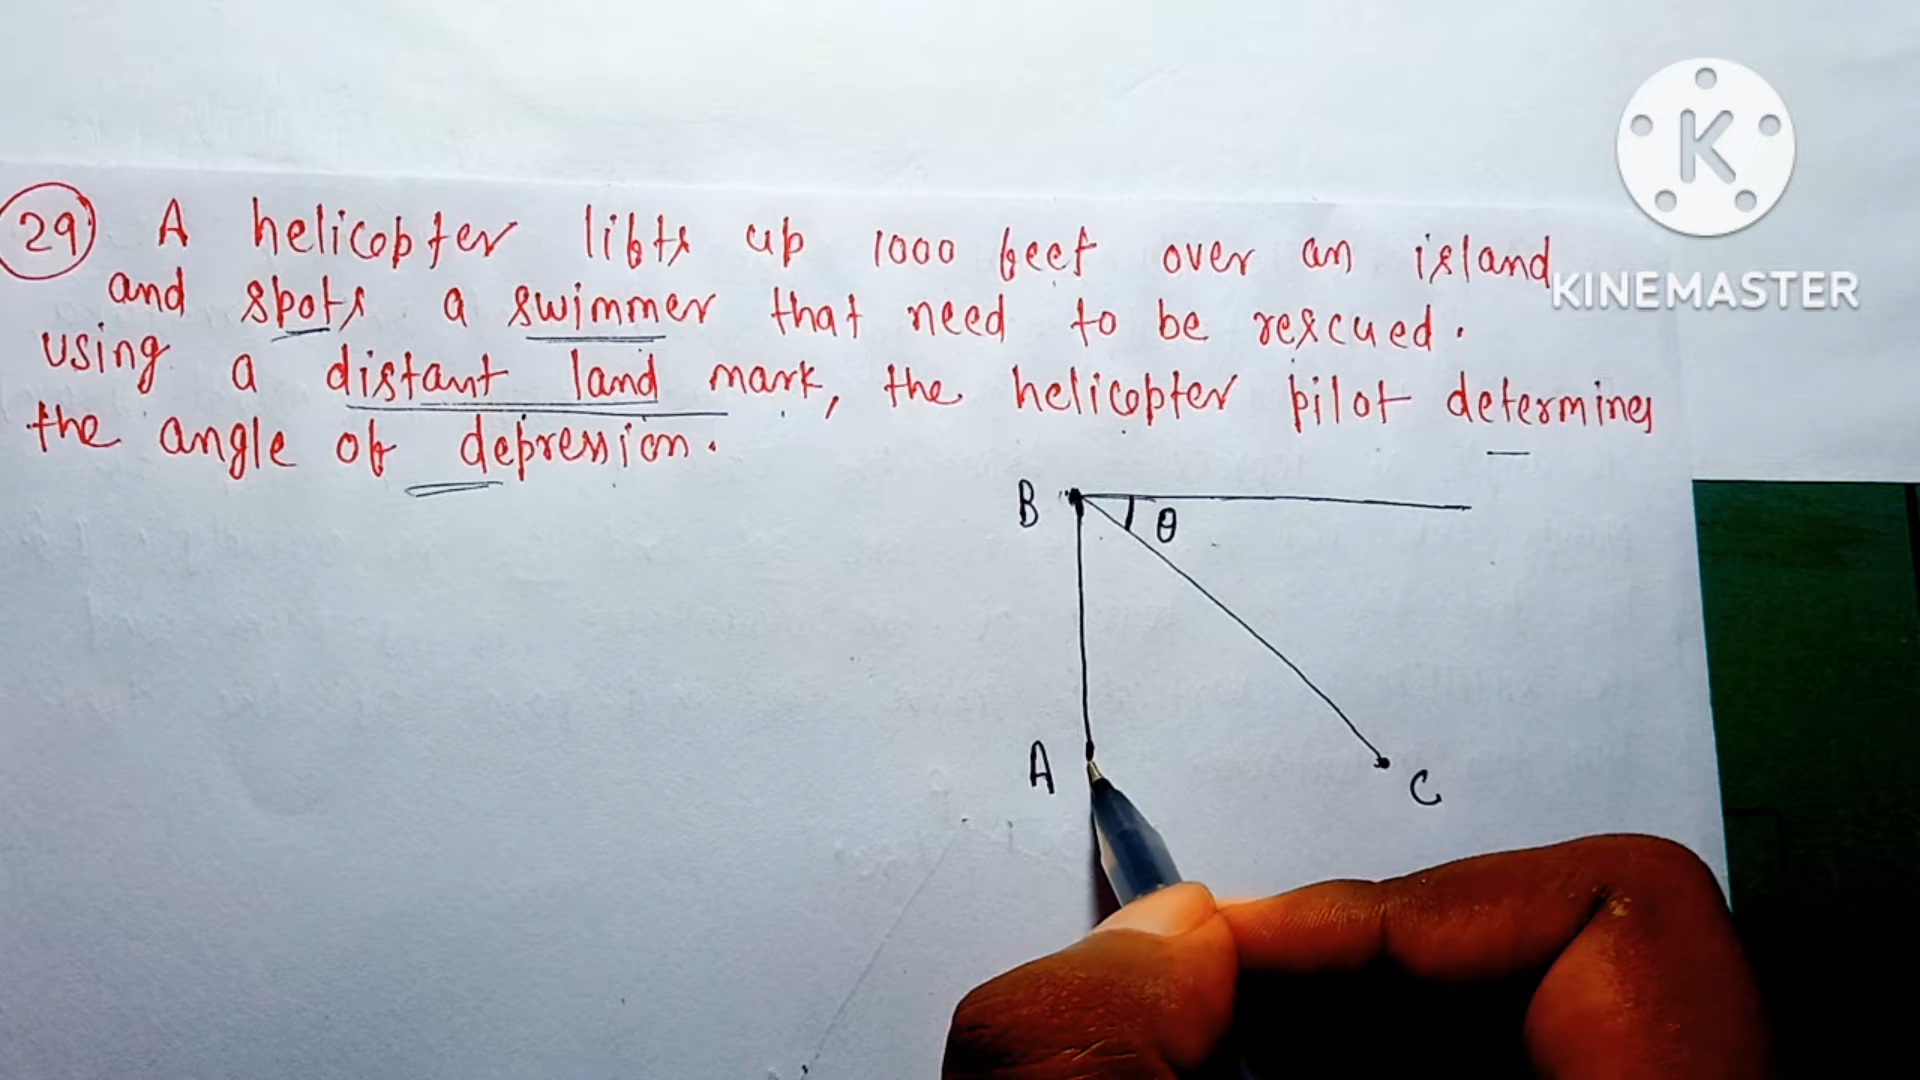 29 A helicopter lifts up 1000 feet over an island
and spots a swimmer that need to be rescued.
using a distant land mark, the helicopter pilot determines
the angle of depression.
B θ
A C
K
KINEMASTER